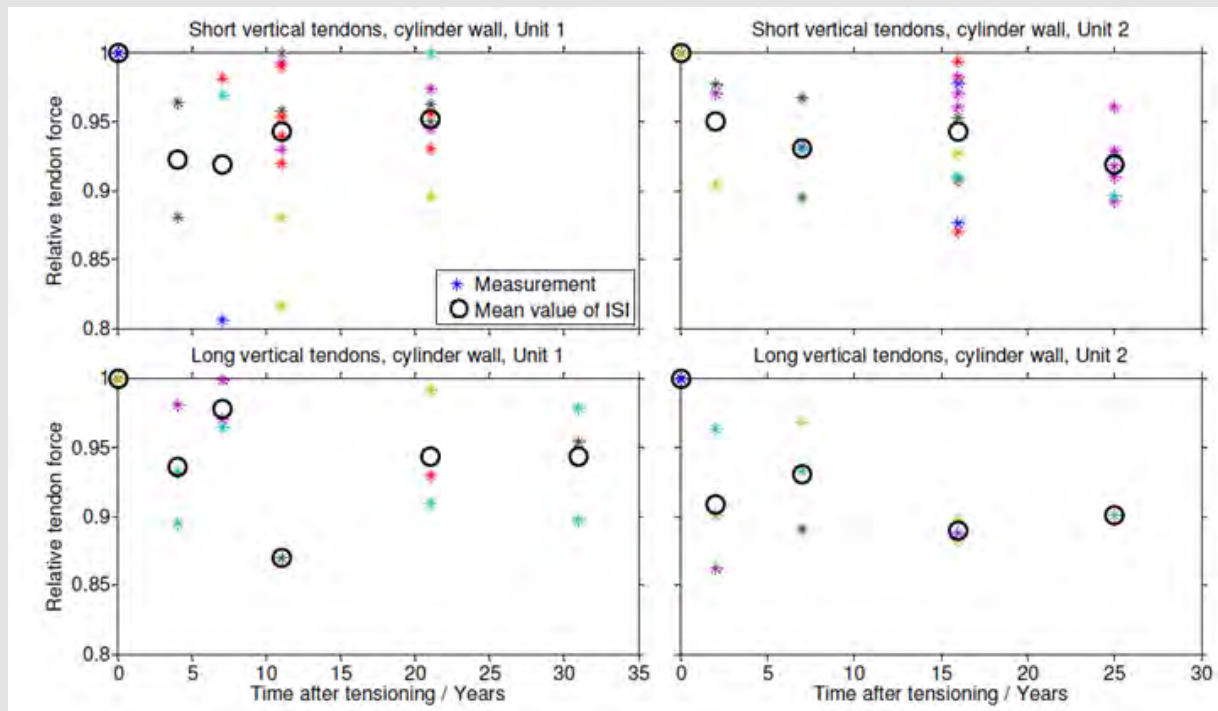 Short vertical tendons, cylinder wall, Unit 1
Short vertical tendons, cylinder wall, Unit 2
1
0.95
0.9
0.85
0.8
Relative tendon force
Measurement
Mean value of ISI
1
0.95
0.9
0.85
0.8
Relative tendon force
Long vertical tendons, cylinder wall, Unit 1
Long vertical tendons, cylinder wall, Unit 2
0 5 10 15 20 25 30 35
0 5 10 15 20 25 30
Time after tensioning / Years
Time after tensioning / Years